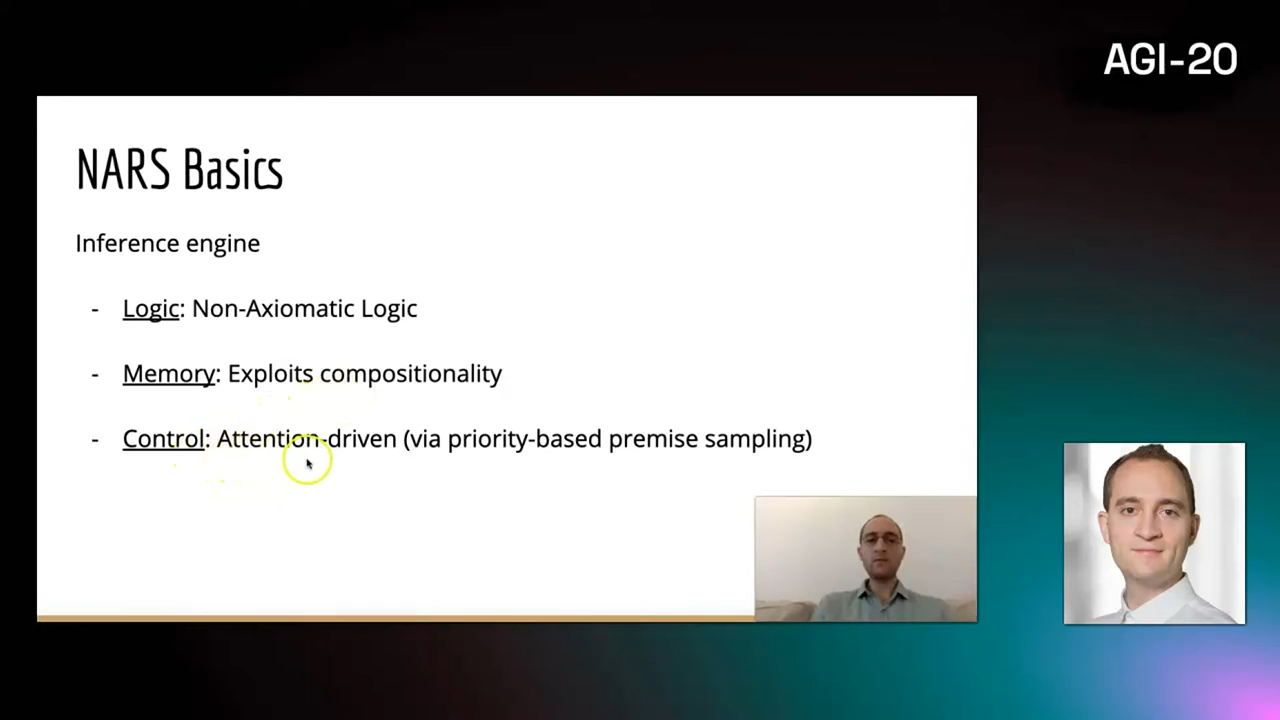 AGI-20
NARS Basics
Inference engine
- Logic: Non-Axiomatic Logic
- Memory: Exploits compositionality
- Control: Attention-driven (via priority-based premise sampling)